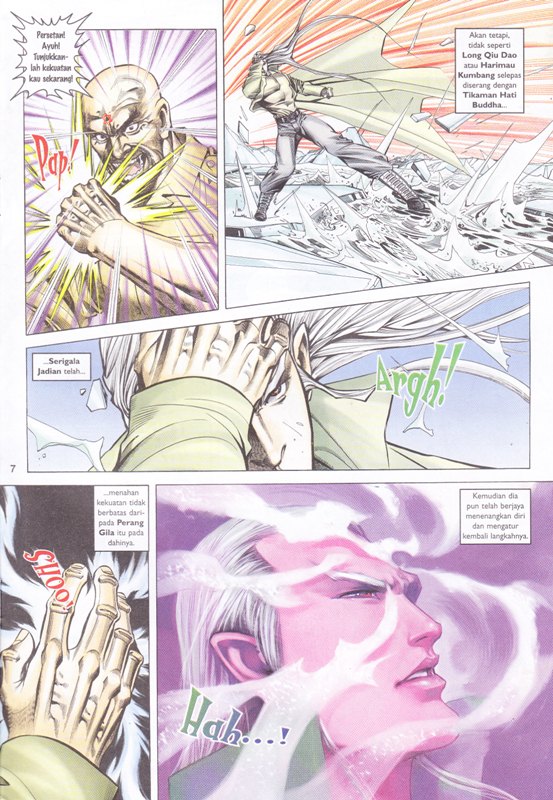 Persetan!
Ayuh!
Tunjukkan-
lah kekuatan
kau sekarang!
Pap!
Akan tetapi,
tidak seperti
Long Qiu Dao
atau Harimau
Kumbang selepas
diserang dengan
Tikaman Hati
Buddha...
...Serigala
Jadian telah...
Argh!
7
...menahan
kekuatan tidak
berbatas dari-
pada Perang
Gila itu pada
dahinya.
SHOO!
Kemudian dia
pun telah berjaya
menenangkan diri
dan mengatur
kembali langkahnya.
Hah...!